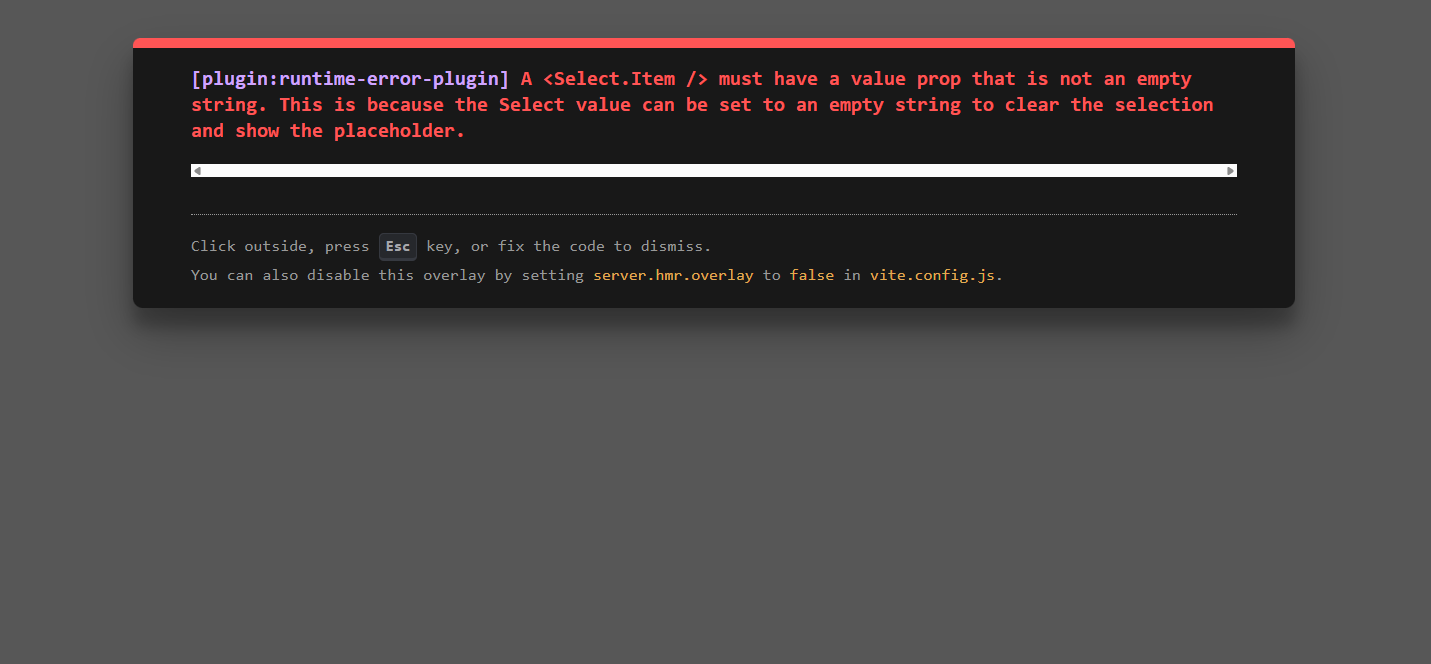 [plugin:runtime-error-plugin] A <Select.Item /> must have a value prop that is not an empty
string. This is because the Select value can be set to an empty string to clear the selection
and show the placeholder.
Click outside, press Esc key, or fix the code to dismiss.
You can also disable this overlay by setting server.hmr.overlay to false in vite.config.js.